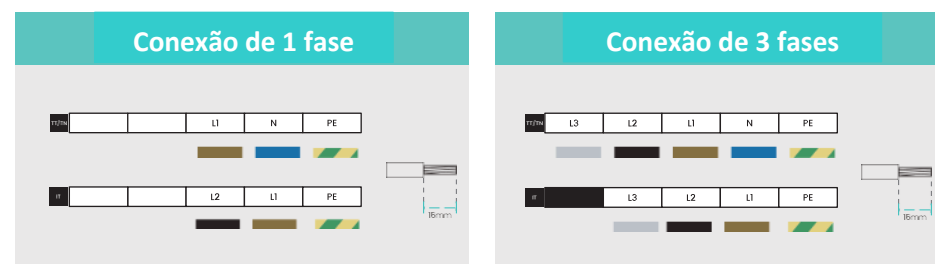 Conexão de 1 fase
TT/TN L1 N PE
IT L2 L1 PE
15mm
Conexão de 3 fases
TT/TN L3 L2 L1 N PE
IT L3 L2 L1 PE
15mm